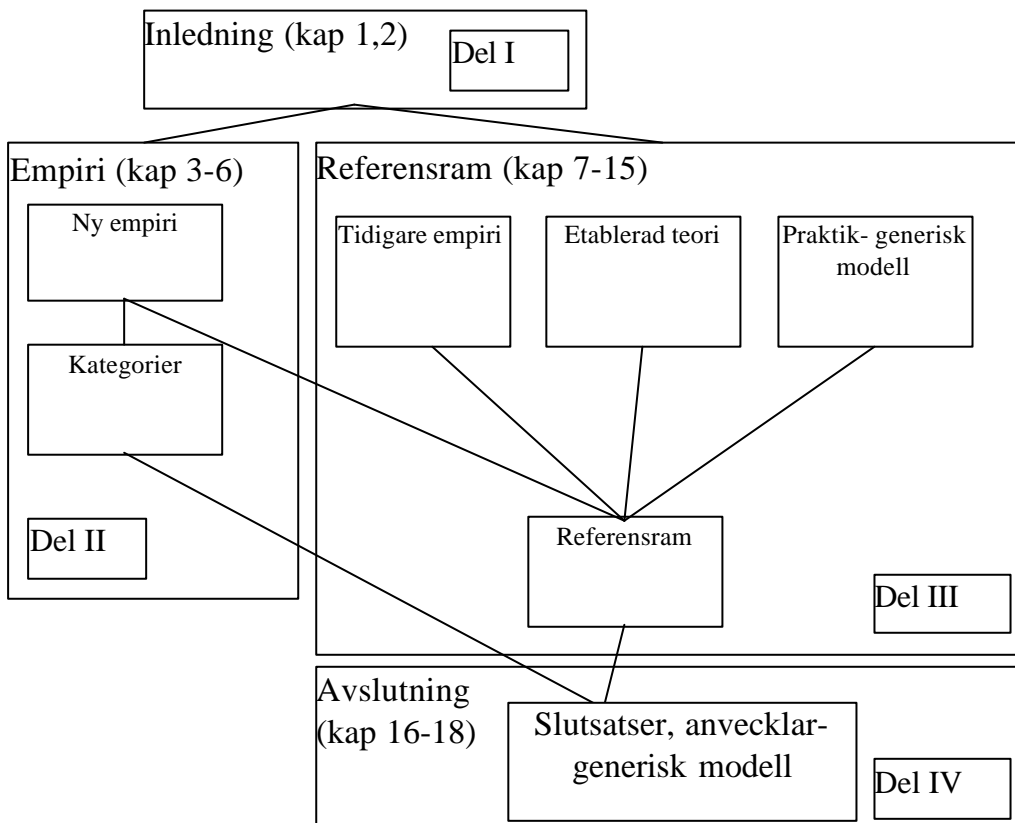 Inledning (kap 1,2)
Del I
Empiri (kap 3-6)
Ny empiri
Kategorier
Del II
Referensram (kap 7-15)
Tidigare empiri
Etablerad teori
Praktik- generisk
modell
Referensram
Del III
Avslutning
(kap 16-18)
Slutsatser, anvecklar-
generisk modell
Del IV